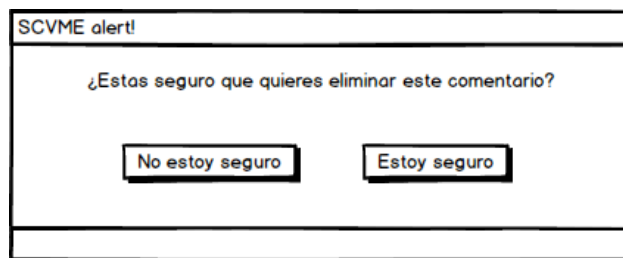 SCVME alert!
¿Estas seguro que quieres eliminar este comentario?
No estoy seguro
Estoy seguro